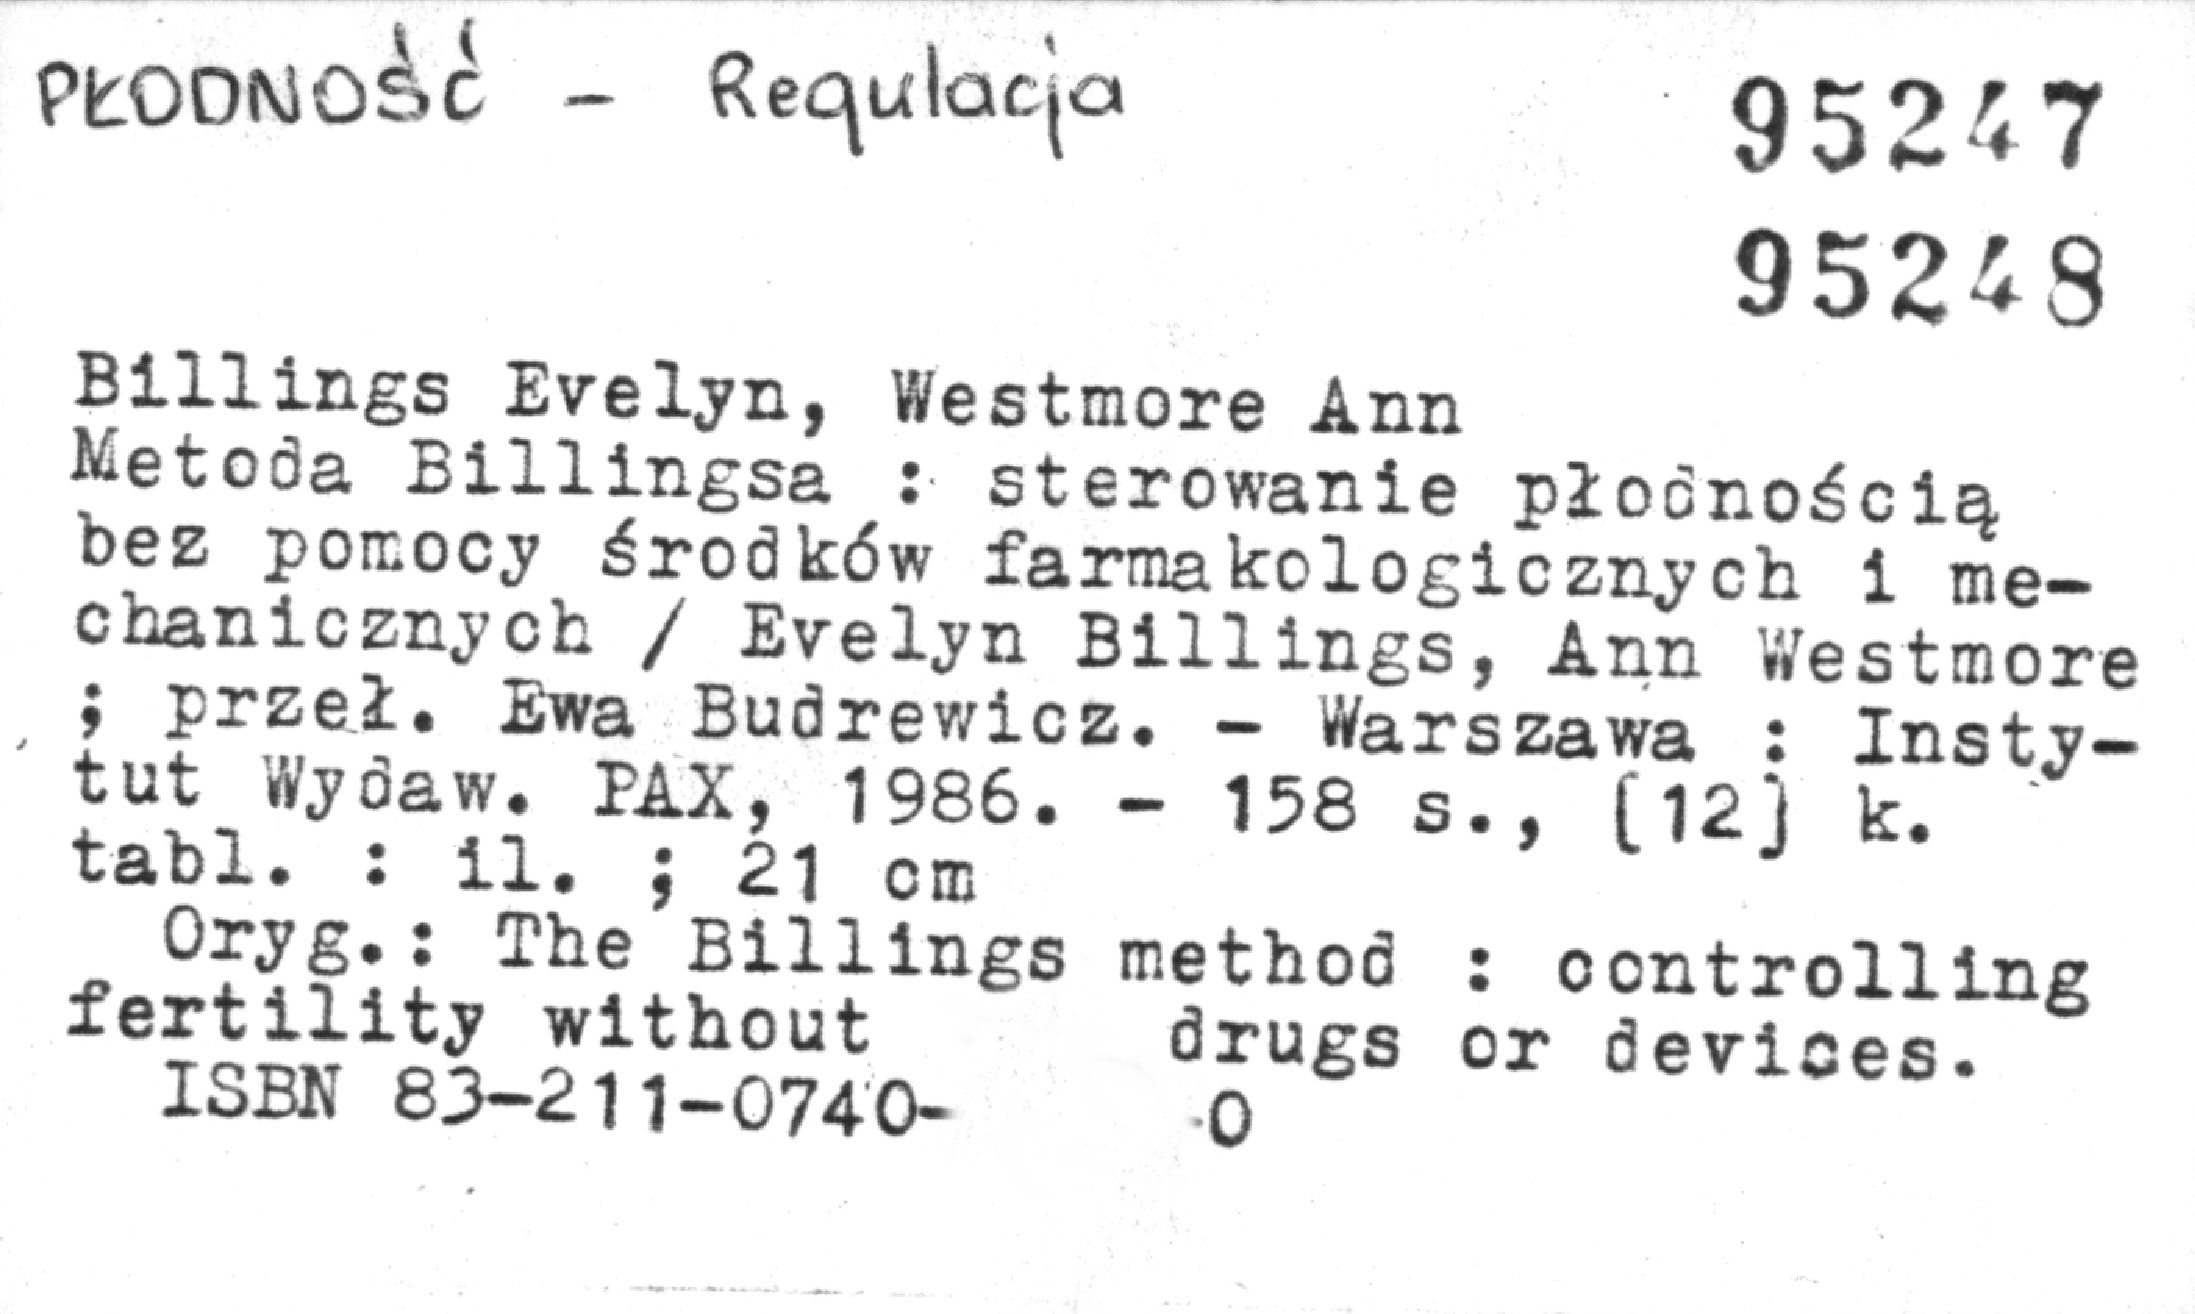 PŁODNOŚĆ - Regulacja
95247
95248
Billings Evelyn, Westmore Ann
Metoda Billingsa : sterowanie płodnością
bez pomocy środków farmakologicznych i me-
chanicznych / Evelyn Billings, Ann Westmore
; przeł. Ewa Budrewicz. - Warszawa : Insty-
tut Wydaw. PAX, 1986. - 158 s., [12] k.
tabl. : il. ; 21 cm
Oryg.: The Billings method : controlling
fertility without drugs or devices.
ISBN 83-211-0740-0